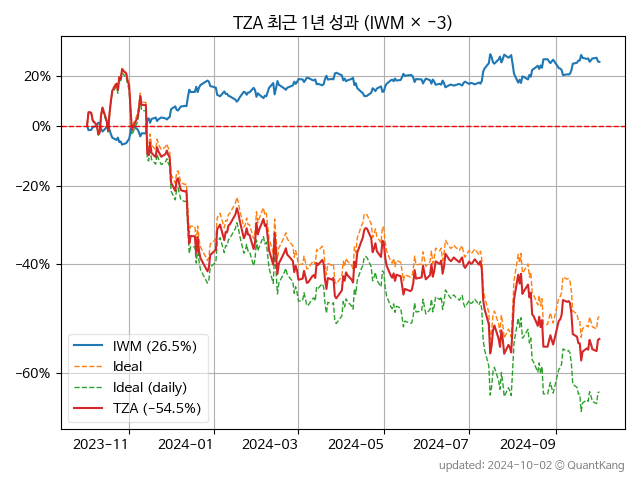 TZA 최근 1년 성과 (IWM × −3)
20%
0%
−20%
−40%
−60%
IWM (26.5%)
Ideal
Ideal (daily)
TZA (−54.5%)
2023−11
2024−01
2024−03
2024−05
2024−07
2024−09
updated: 2024-10-02 © QuantKang